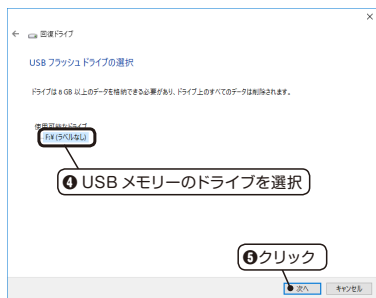 回復ドライブ
USB フラッシュ ドライブの選択
ドライブは 8 GB 以上のデータを格納できる必要があり、ドライブ上のすべてのデータは削除されます。
使用可能なドライブ
F:¥ (ラベルなし)
❹ USB メモリーのドライブを選択
❺クリック
次へ キャンセル